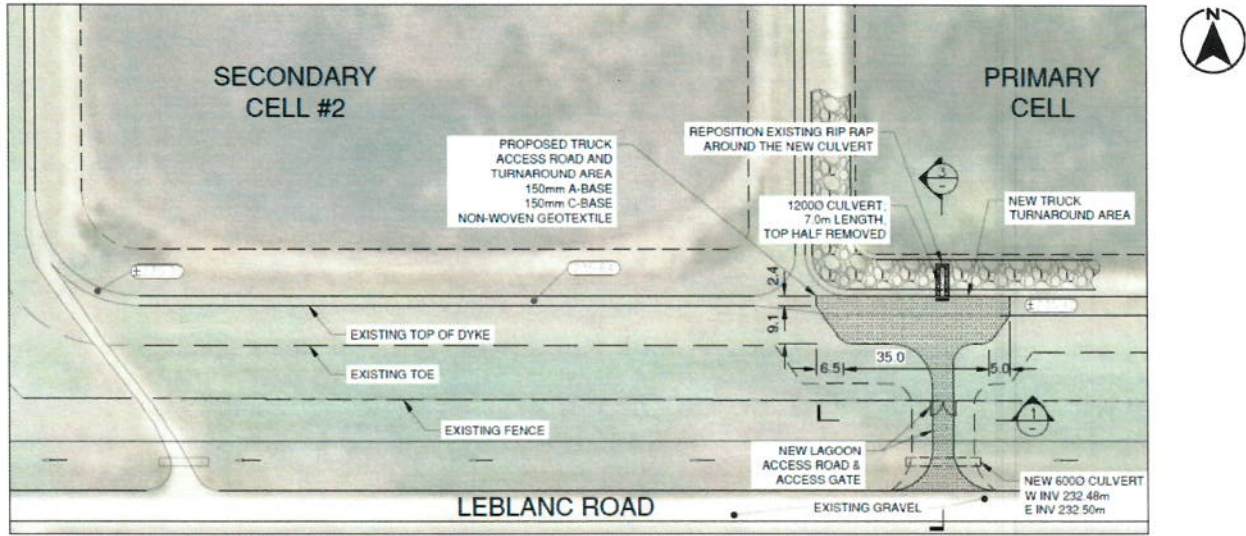 N
SECONDARY
CELL #2
PRIMARY
CELL
PROPOSED TRUCK
ACCESS ROAD AND
TURNAROUND AREA
150mm A-BASE
150mm C-BASE
NON-WOVEN GEOTEXTILE
REPOSITION EXISTING RIP RAP
AROUND THE NEW CULVERT
3
-
1200Ø CULVERT,
7.0m LENGTH,
TOP HALF REMOVED
NEW TRUCK
TURNAROUND AREA
2.4
9.1
EXISTING TOP OF DYKE
EXISTING TOE
6.5
35.0
5.0
EXISTING FENCE
1
-
NEW LAGOON
ACCESS ROAD &
ACCESS GATE
NEW 600Ø CULVERT
W INV 232.48m
E INV 232.50m
LEBLANC ROAD
EXISTING GRAVEL